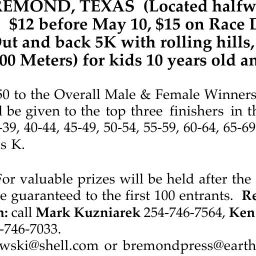 REMOND, TEXAS (Located halfw
$12 before May 10, $15 on Race D
Out and back 5K with rolling hills,
00 Meters) for kids 10 years old an
50 to the Overall Male & Female Winners
be given to the top three finishers in th
-39, 40-44, 45-49, 50-54, 55-59, 60-64, 65-69
s K.
For valuable prizes will be held after the
e guaranteed to the first 100 entrants. Re
n: call Mark Kuzniarek 254-746-7564, Ken
-746-7033.
wski@shell.com or bremondpress@earth